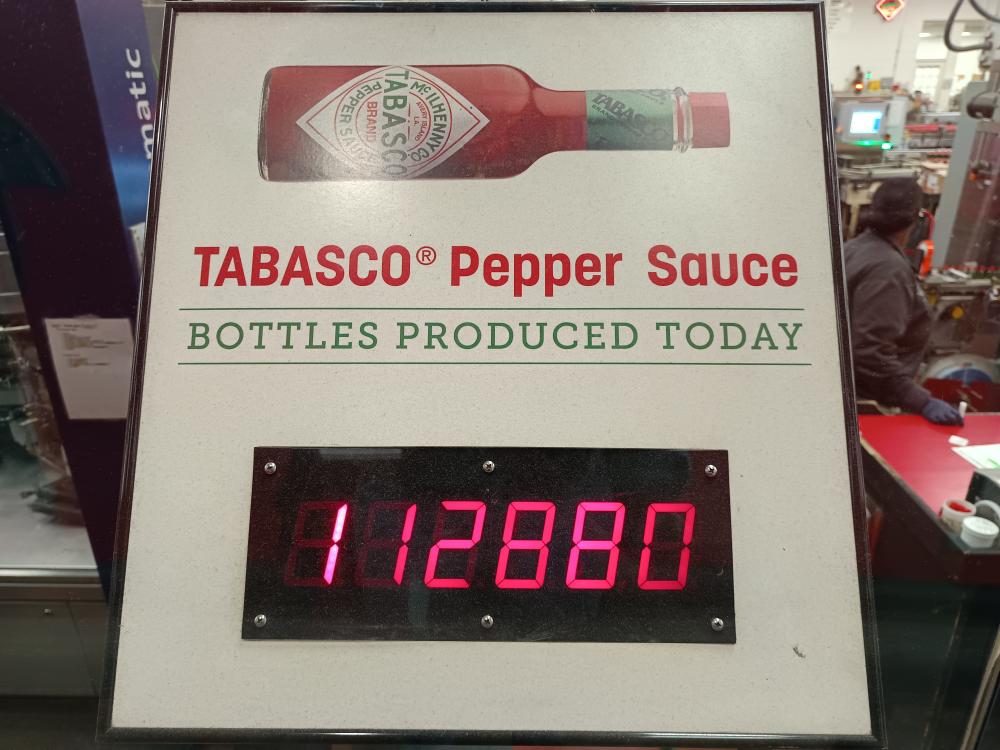 matic
McILHENNY CO.
TABASCO
BRAND
PEPPER SAUCE
AVERY ISLAND
LA.
TABASCO
TABASCO® Pepper Sauce
BOTTLES PRODUCED TODAY
112880